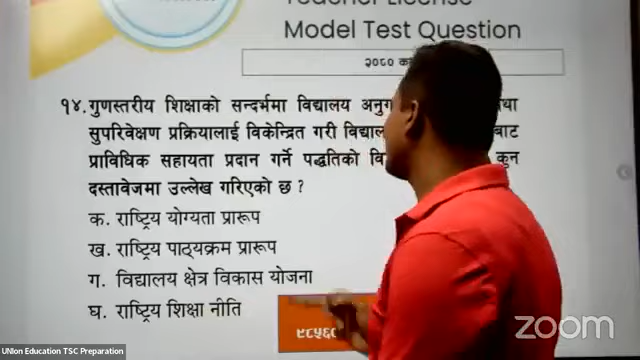 Teacher License
Model Test Question
२०८० का
१४. गुणस्तरीय शिक्षाको सन्दर्भमा विद्यालय अनुग
सुपरिवेक्षण प्रक्रियालाई विकेन्द्रित गरी विद्याल बाट
प्राविधिक सहायता प्रदान गर्ने पद्धतिको वि कुन
दस्तावेजमा उल्लेख गरिएको छ ?
क. राष्ट्रिय योग्यता प्रारूप
ख. राष्ट्रिय पाठ्यक्रम प्रारूप
ग. विद्यालय क्षेत्र विकास योजना
घ. राष्ट्रिय शिक्षा नीति
९८५६
zoom
UNIon Education TSC Preparation